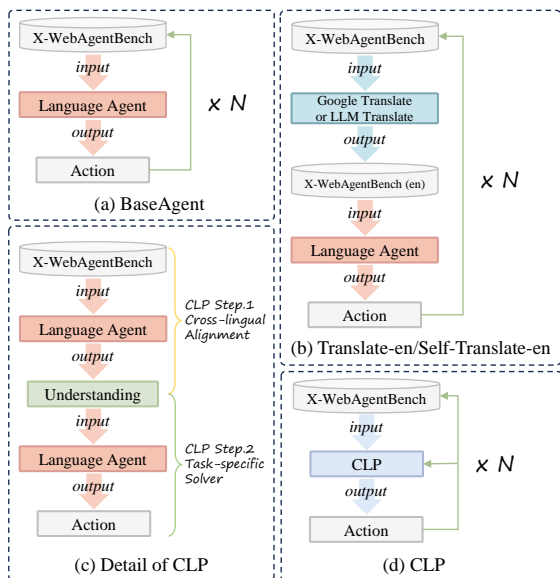 X-WebAgentBench
input
Language Agent
output
Action
x N
(a) BaseAgent
X-WebAgentBench
input
Google Translate
or LLM Translate
output
X-WebAgentBench (en)
input
Language Agent
output
Action
x N
(b) Translate-en/Self-Translate-en
X-WebAgentBench
input
Language Agent
output
Understanding
input
Language Agent
output
Action
CLP Step.1
Cross-lingual
Alignment
CLP Step.2
Task-specific
Solver
(c) Detail of CLP
X-WebAgentBench
input
CLP
output
Action
x N
(d) CLP